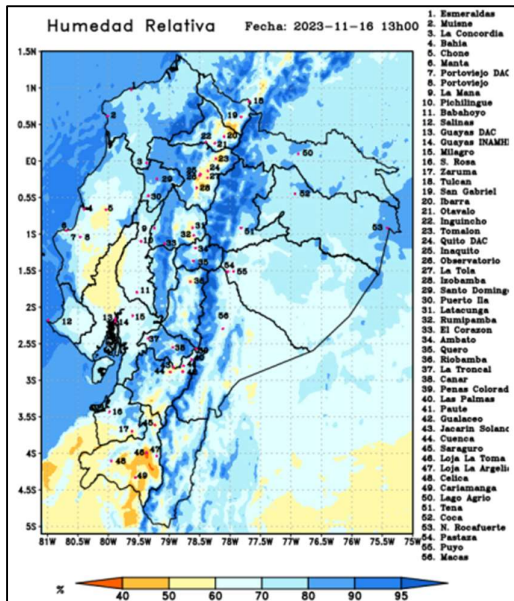 Humedad Relativa
Fecha: 2023-11-16 13h00
1.5N
1N
0.5N
EQ
0.5S
1S
1.5S
2S
2.5S
3S
3.5S
4S
4.5S
5S
81W 80.5W 80W 79.5W 79W 78.5W 78W 77.5W 77W 76.5W 76W 75.5W 75W
% 40 50 60 70 80 90 95
1. Esmeraldas
2. Muisne
3. La Concordia
4. Bahia
5. Chone
6. Manta
7. Portoviejo DAC
8. Portoviejo
9. La Mana
10. Pichilingue
11. Babahoyo
12. Salinas
13. Guayas DAC
14. Guayas INAMHI
15. Milagro
16. S. Rosa
17. Zaruma
18. Tulcan
19. San Gabriel
20. Ibarra
21. Otavalo
22. Inguincho
23. Tomalon
24. Quito DAC
25. Inaquito
26. Observatorio
27. La Tola
28. Izobamba
29. Santo Domingo
30. Puerto Ila
31. Latacunga
32. Rumipamba
33. El Corazon
34. Ambato
35. Quero
36. Riobamba
37. La Troncal
38. Canar
39. Penas Colorad
40. Las Palmas
41. Paute
42. Gualaceo
43. Jacarin Solano
44. Cuenca
45. Saraguro
46. Loja La Toma
47. Loja La Argelia
48. Celica
49. Cariamanga
50. Lago Agrio
51. Tena
52. Coca
53. N. Rocafuerte
54. Pastaza
55. Puyo
56. Macas